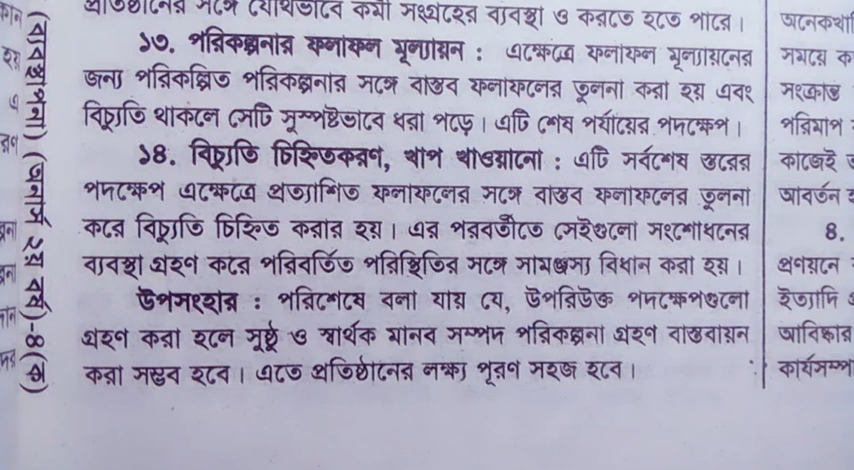 প্রতিষ্ঠানের সঙ্গে যৌথভাবে কর্মী সংগ্রহের ব্যবস্থা ও করতে হতে পারে।
১৩. পরিকল্পনার ফলাফল মূল্যায়ন : এক্ষেত্রে ফলাফল মূল্যায়নের
জন্য পরিকল্পিত পরিকল্পনার সঙ্গে বাস্তব ফলাফলের তুলনা করা হয় এবং
বিচ্যুতি থাকলে সেটি সুস্পষ্টভাবে ধরা পড়ে। এটি শেষ পর্যায়ের পদক্ষেপ।
১৪. বিচ্যুতি চিহ্নিতকরণ, খাপ খাওয়ানো : এটি সর্বশেষ স্তরের
পদক্ষেপ এক্ষেত্রে প্রত্যাশিত ফলাফলের সঙ্গে বাস্তব ফলাফলের তুলনা
করে বিচ্যুতি চিহ্নিত করার হয়। এর পরবর্তীতে সেইগুলো সংশোধনের
ব্যবস্থা গ্রহণ করে পরিবর্তিত পরিস্থিতির সঙ্গে সামঞ্জস্য বিধান করা হয়।
উপসংহার : পরিশেষে বলা যায় যে, উপরিউক্ত পদক্ষেপগুলো
গ্রহণ করা হলে সুষ্ঠু ও স্বার্থক মানব সম্পদ পরিকল্পনা গ্রহণ বাস্তবায়ন
করা সম্ভব হবে। এতে প্রতিষ্ঠানের লক্ষ্য পূরণ সহজ হবে।
(ব্যবস্থাপনা) (অনার্স ২য় বর্ষ)-৪(ক)
অনেকখা
সময়ে ক
সংক্রান্ত
পরিমাপ
কাজেই
আবর্তন
৪.
প্রণয়নে
ইত্যাদি
আবিষ্কার
কার্যসম্পা